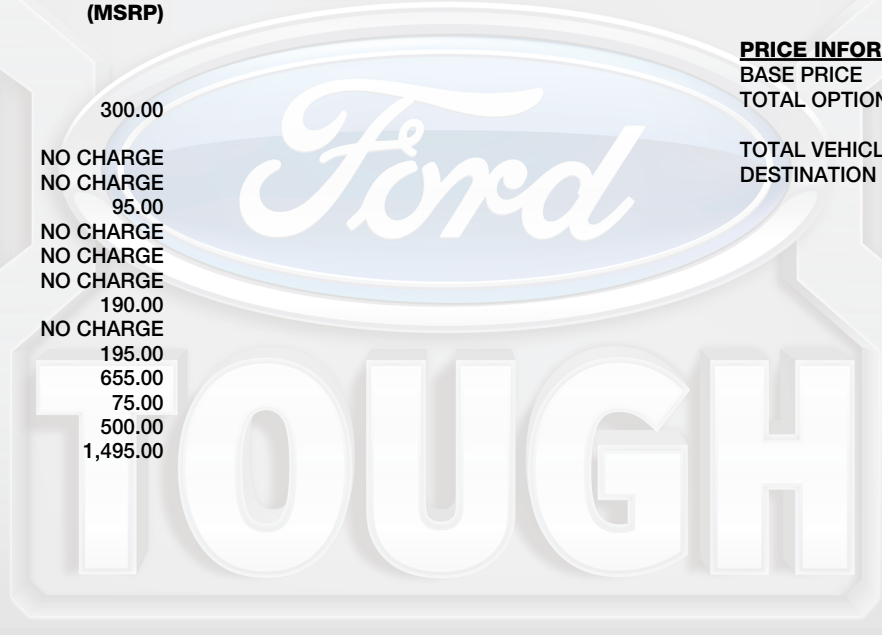 (MSRP)
300.00
NO CHARGE
NO CHARGE
95.00
NO CHARGE
NO CHARGE
NO CHARGE
190.00
NO CHARGE
195.00
655.00
75.00
500.00
1,495.00
PRICE INFOR
BASE PRICE
TOTAL OPTION
TOTAL VEHICL
DESTINATION
Ford
TOUGH